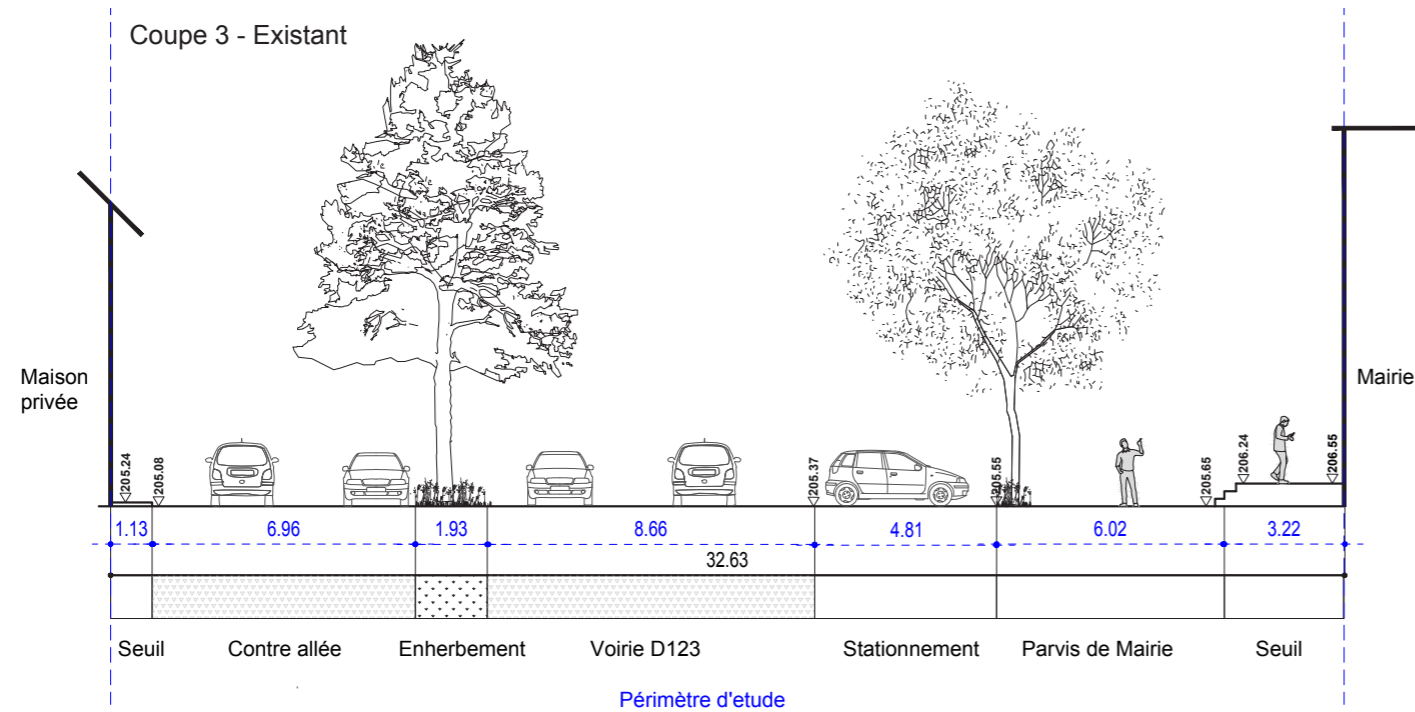 Coupe 3 - Existant
Maison
privée
Mairie
205.24
205.08
205.37
205.55
205.65
206.24
206.55
1.13
6.96
1.93
8.66
4.81
6.02
3.22
32.63
Seuil
Contre allée
Enherbement
Voirie D123
Stationnement
Parvis de Mairie
Seuil
Périmètre d'etude